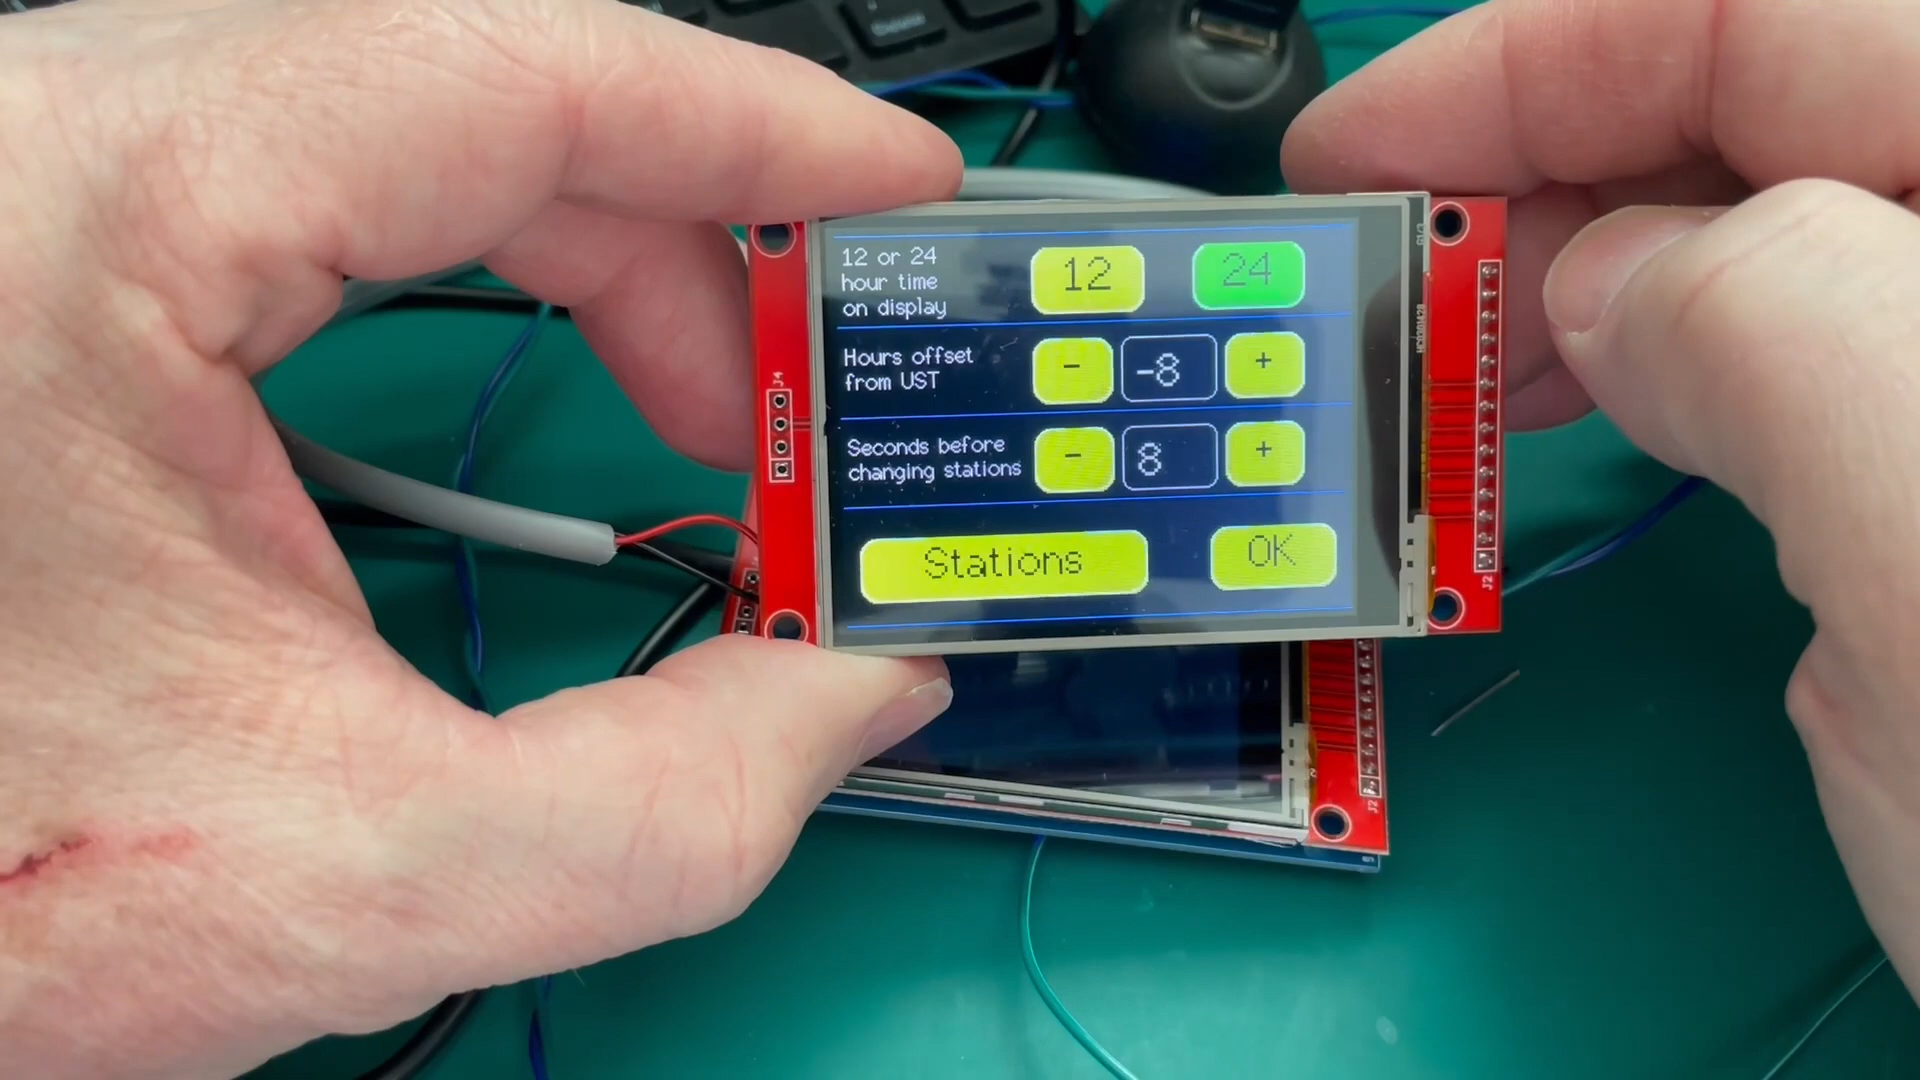 12 or 24
hour time
on display
12
24
Hours offset
from UST
-
-8
+
Seconds before
changing stations
-
8
+
Stations
OK
J4
J2
J2